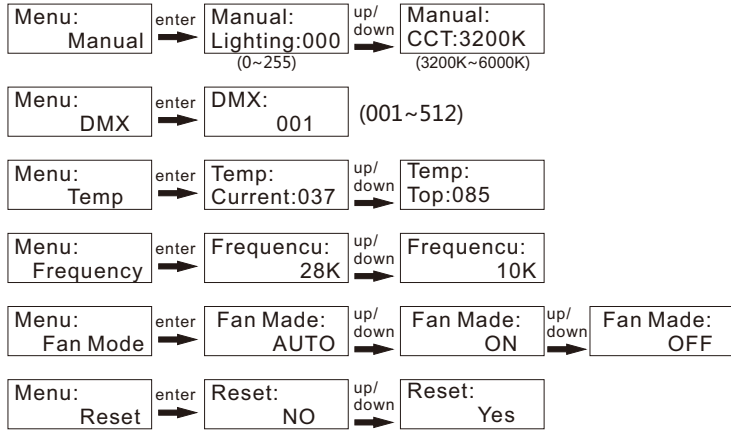 Menu:
Manual
enter
Manual:
Lighting:000
(0~255)
up/
down
Manual:
CCT:3200K
(3200K~6000K)
Menu:
DMX
enter
DMX:
001
(001~512)
Menu:
Temp
enter
Temp:
Current:037
up/
down
Temp:
Top:085
Menu:
Frequency
enter
Frequencu:
28K
up/
down
Frequencu:
10K
Menu:
Fan Mode
enter
Fan Made:
AUTO
up/
down
Fan Made:
ON
up/
down
Fan Made:
OFF
Menu:
Reset
enter
Reset:
NO
up/
down
Reset:
Yes